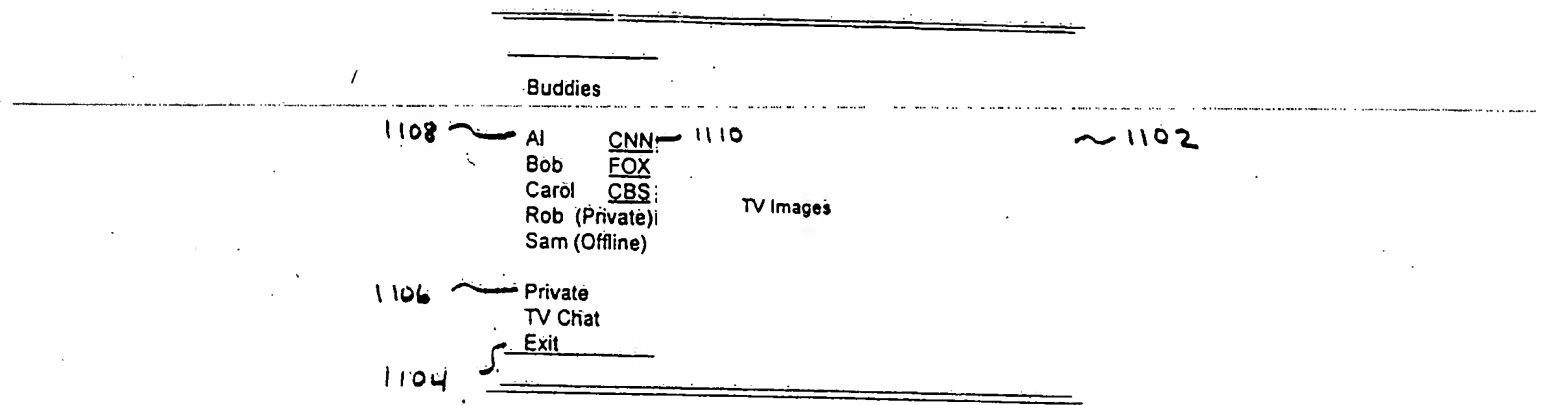 Buddies
1108 Al CNN 1110 1102
Bob FOX
Carol CBS
Rob (Private) TV Images
Sam (Offline)
1106 Private
TV Chat
Exit
1104